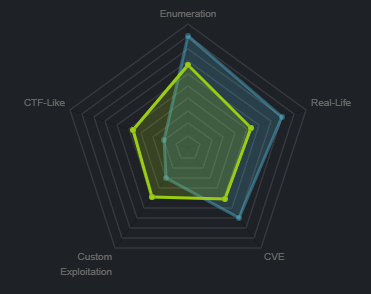 Enumeration
CTF-Like
Real-Life
Custom
Exploitation
CVE